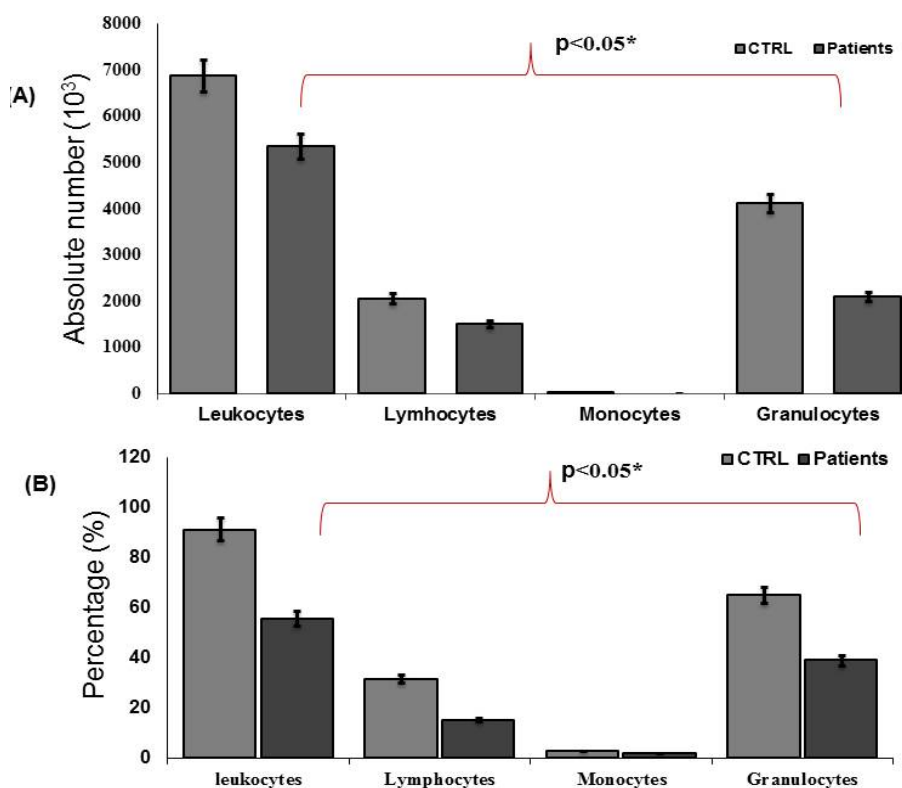 8000
p<0.05*
CTRL Patients
7000
(A)
6000
5000
4000
3000
2000
1000
0
Absolute number (10³)
Leukocytes Lymhocytes Monocytes Granulocytes
120
CTRL Patients
p<0.05*
(B)
100
80
60
40
20
0
Percentage (%)
leukocytes Lymphocytes Monocytes Granulocytes